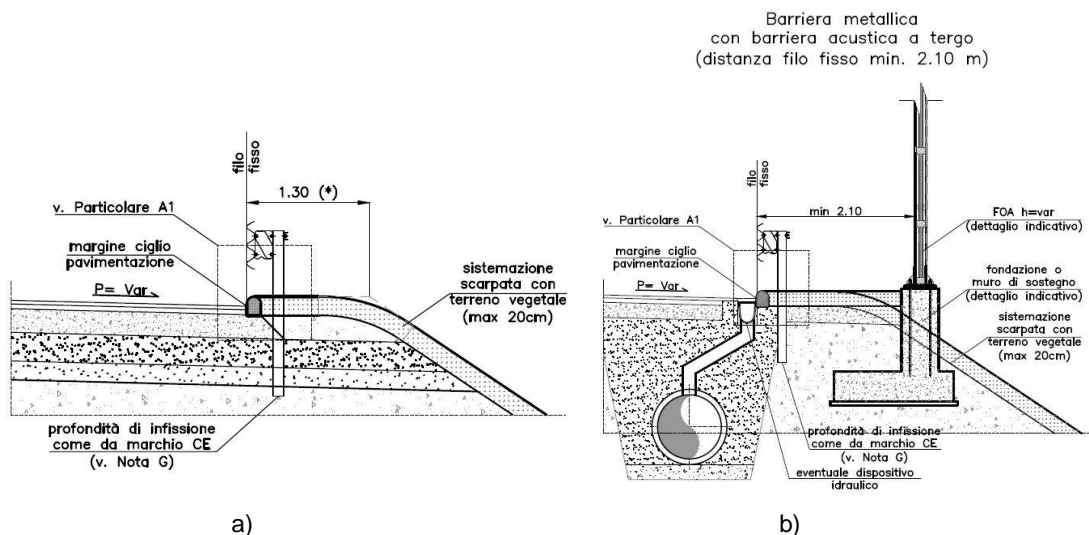 filo
fisso
1.30 (*)
v. Particolare A1
margine ciglio
pavimentazione
P= Var
sistemazione
scarpata con
terreno vegetale
(max 20cm)
profondità di infissione
come da marchio CE
(v. Nota G)
a)
Barriera metallica
con barriera acustica a tergo
(distanza filo fisso min. 2.10 m)
filo
fisso
min 2.10
v. Particolare A1
margine ciglio
pavimentazione
P= Var
FOA h=var
(dettaglio indicativo)
fondazione o
muro di sostegno
(dettaglio indicativo)
sistemazione
scarpata con
terreno vegetale
(max 20cm)
profondità di infissione
come da marchio CE
(v. Nota G)
eventuale dispositivo
idraulico
b)